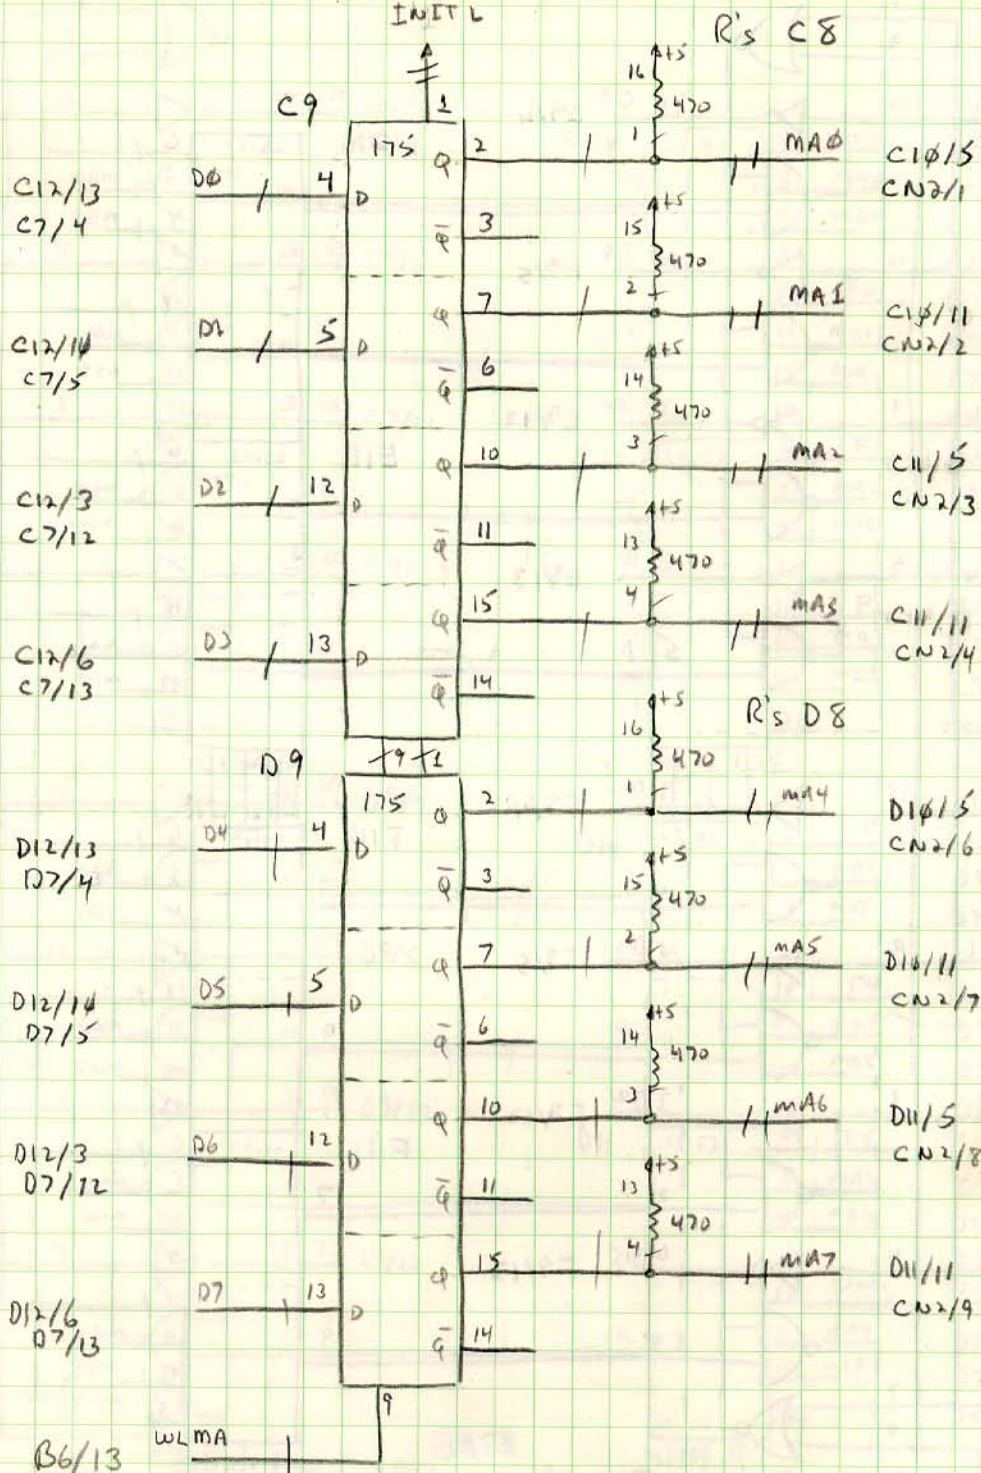 INIT L
R's C8
+5
16
C9
1
470
175
Q
2
1
MA0
C10/5
CN2/1
C12/13
C7/4
D0
4
D
+5
15
Q̅
3
470
2
Q
7
MA1
C10/11
CN2/2
C12/10
C7/5
D1
5
D
+5
14
Q̅
6
470
3
Q
10
MA2
C11/5
CN2/3
C12/3
C7/12
D2
12
D
+5
13
Q̅
11
470
4
Q
15
MA3
C11/11
CN2/4
C12/6
C7/13
D3
13
D
Q̅
14
+5
R's D8
16
9
1
D9
470
175
Q
2
1
MA4
D10/5
CN2/6
D12/13
D7/4
D4
4
D
+5
15
Q̅
3
470
2
Q
7
MA5
D10/11
CN2/7
D12/10
D7/5
D5
5
D
+5
14
Q̅
6
470
3
Q
10
MA6
D11/5
CN2/8
D12/3
D7/12
D6
12
D
+5
13
Q̅
11
470
4
Q
15
MA7
D11/11
CN2/9
D12/6
D7/13
D7
13
D
Q̅
14
9
WLMA
B6/13